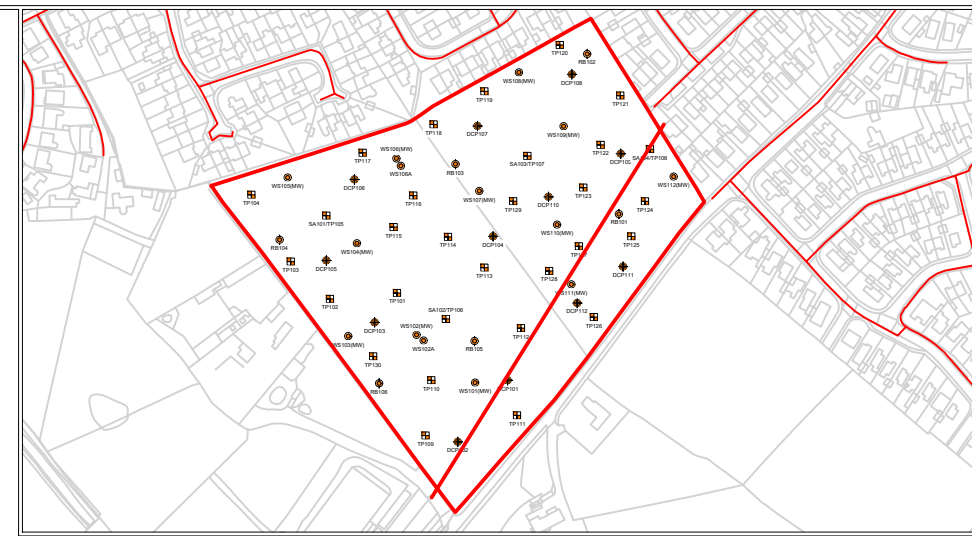 TP120
RB102
WS108(MW)
DCP108
TP119
TP121
TP118
DCP107
WS109(MW)
TP122
WS106(MW)
TP117
WS106A
RB103
SA103/TP107
SA104/TP108
WS105(MW)
DCP106
WS112(MW)
TP104
TP116
WS107(MW)
TP123
DCP110
TP129
TP124
SA101/TP105
RB101
TP115
WS110(MW)
RB104
WS104(MW)
TP114
DCP104
TP125
TP103
DCP105
TP113
TP128
DCP111
WS111(MW)
TP102
TP101
DCP112
SA102/TP106
TP126
DCP103
WS102(MW)
TP112
WS103(MW)
WS102A
RB105
TP130
RB106
TP110
WS101(MW)
TP111
TP109